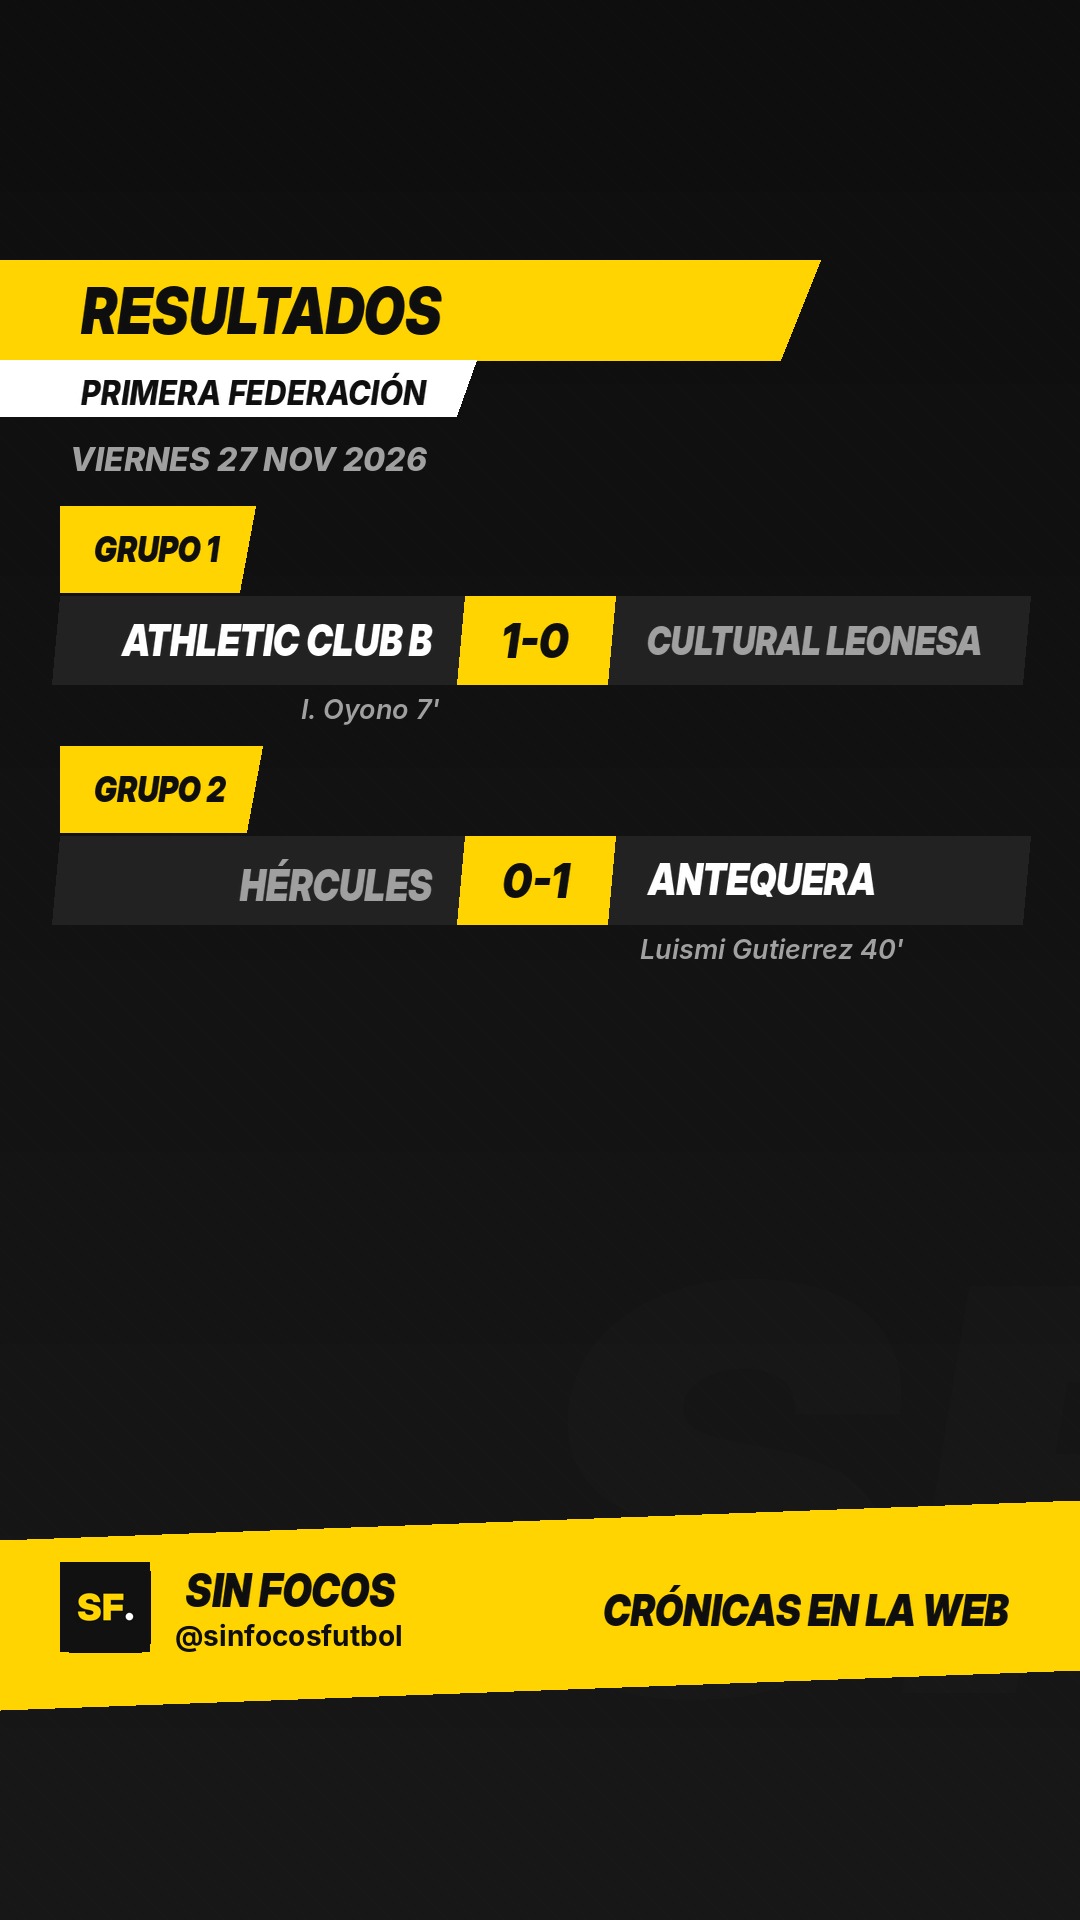 RESULTADOS
PRIMERA FEDERACIÓN
VIERNES 27 NOV 2026
GRUPO 1
ATHLETIC CLUB B 1-0 CULTURAL LEONESA
I. Oyono 7'
GRUPO 2
HÉRCULES 0-1 ANTEQUERA
Luismi Gutierrez 40'
SF.
SIN FOCOS
@sinfocosfutbol
CRÓNICAS EN LA WEB